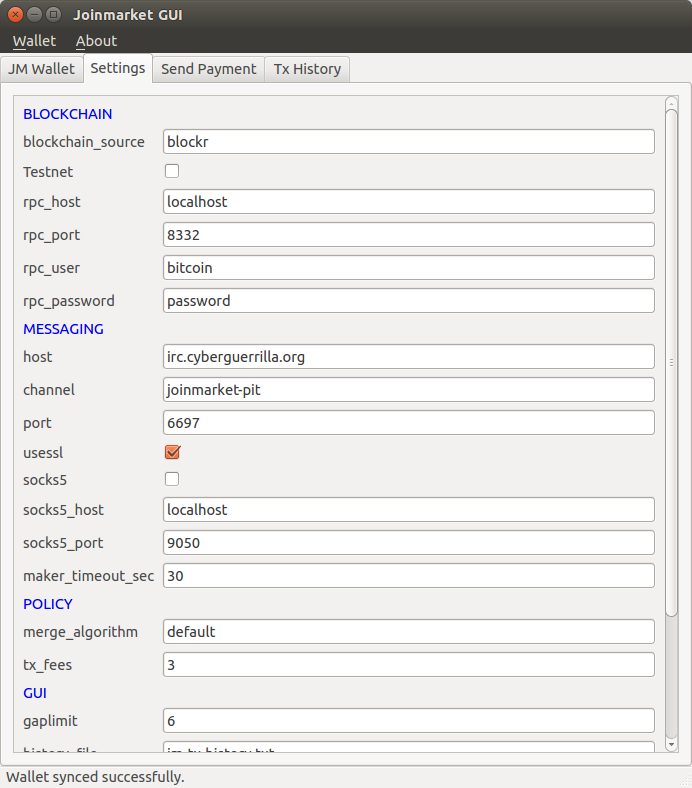 Joinmarket GUI
Wallet About
JM Wallet Settings Send Payment Tx History
BLOCKCHAIN
blockchain_source blockr
Testnet
rpc_host localhost
rpc_port 8332
rpc_user bitcoin
rpc_password password
MESSAGING
host irc.cyberguerrilla.org
channel joinmarket-pit
port 6697
usessl
socks5
socks5_host localhost
socks5_port 9050
maker_timeout_sec 30
POLICY
merge_algorithm default
tx_fees 3
GUI
gaplimit 6
Wallet synced successfully.